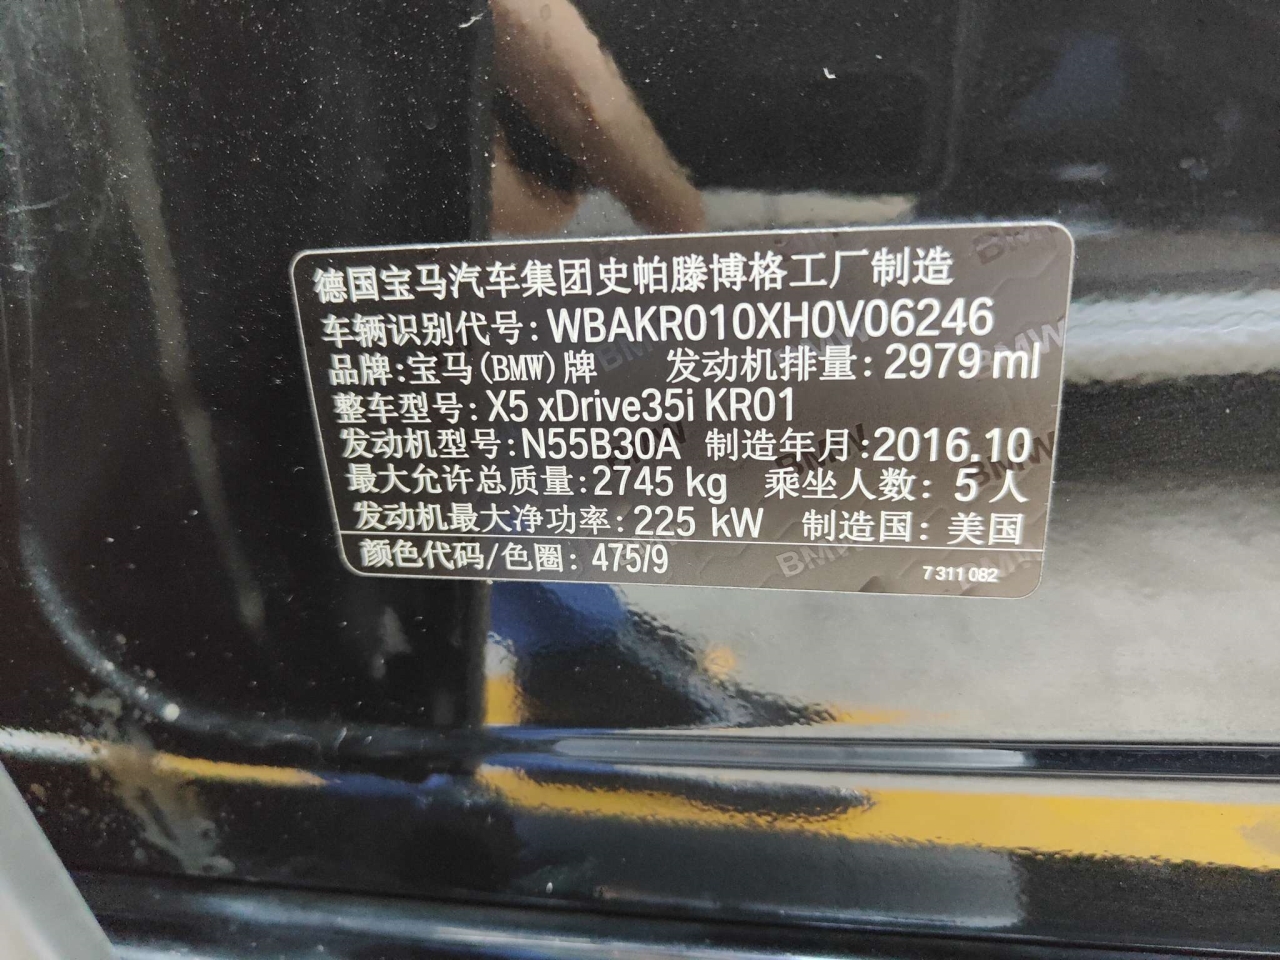 德国宝马汽车集团史帕滕博格工厂制造
车辆识别代号: WBAKR010XH0V06246
品牌:宝马(BMW)牌 发动机排量: 2979 ml
整车型号: X5 xDrive35i KR01
发动机型号: N55B30A 制造年月:2016.10
最大允许总质量: 2745 kg 乘坐人数: 5人
发动机最大净功率: 225 kW 制造国: 美国
颜色代码/色圈: 475/9
7 311 082